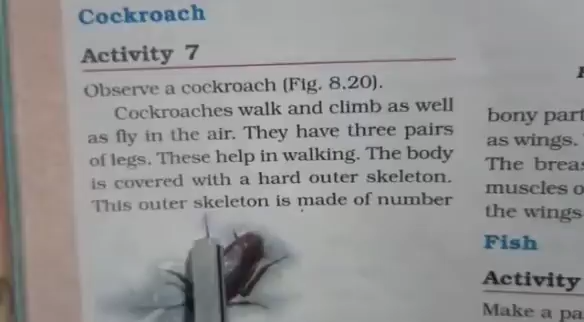 Cockroach
Activity 7
Observe a cockroach (Fig. 8.20).
Cockroaches walk and climb as well
as fly in the air. They have three pairs
of legs. These help in walking. The body
is covered with a hard outer skeleton.
This outer skeleton is made of number
bony part
as wings.
The
muscles
the wings
Fish
Activity
Make a